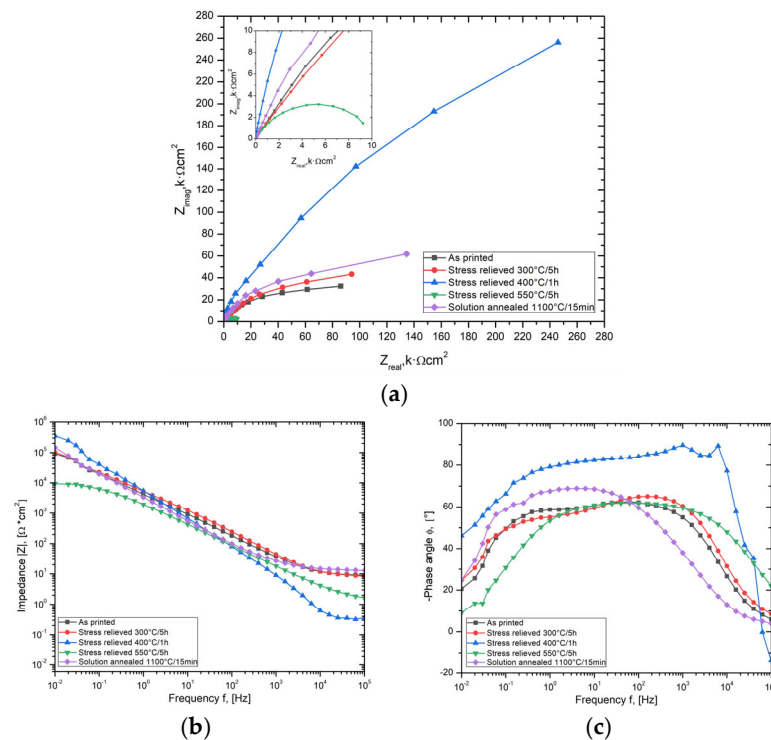 280
260
240
220
200
180
160
140
120
100
80
60
40
20
0
Z_imag, k·Ωcm²
0 20 40 60 80 100 120 140 160 180 200 220 240 260 280
Z_real, k·Ωcm²
10
8
6
4
2
0
Z_imag, k·Ωcm²
0 2 4 6 8 10
Z_real, k·Ωcm²
As printed
Stress relieved 300°C/5h
Stress relieved 400°C/1h
Stress relieved 550°C/5h
Solution annealed 1100°C/15min
(a)
10⁶
10⁵
10⁴
10³
10²
10¹
10⁰
10⁻¹
10⁻²
Impedance |Z|, [Ω *cm²]
As printed
Stress relieved 300°C/5h
Stress relieved 400°C/1h
Stress relieved 550°C/5h
Solution annealed 1100°C/15min
10⁻² 10⁻¹ 10⁰ 10¹ 10² 10³ 10⁴ 10⁵
Frequency f, [Hz]
(b)
100
80
60
40
20
0
-20
-Phase angle ϕ, [°]
As printed
Stress relieved 300°C/5h
Stress relieved 400°C/1h
Stress relieved 550°C/5h
Solution annealed 1100°C/15min
10⁻² 10⁻¹ 10⁰ 10¹ 10² 10³ 10⁴ 10⁵
Frequency f, [Hz]
(c)